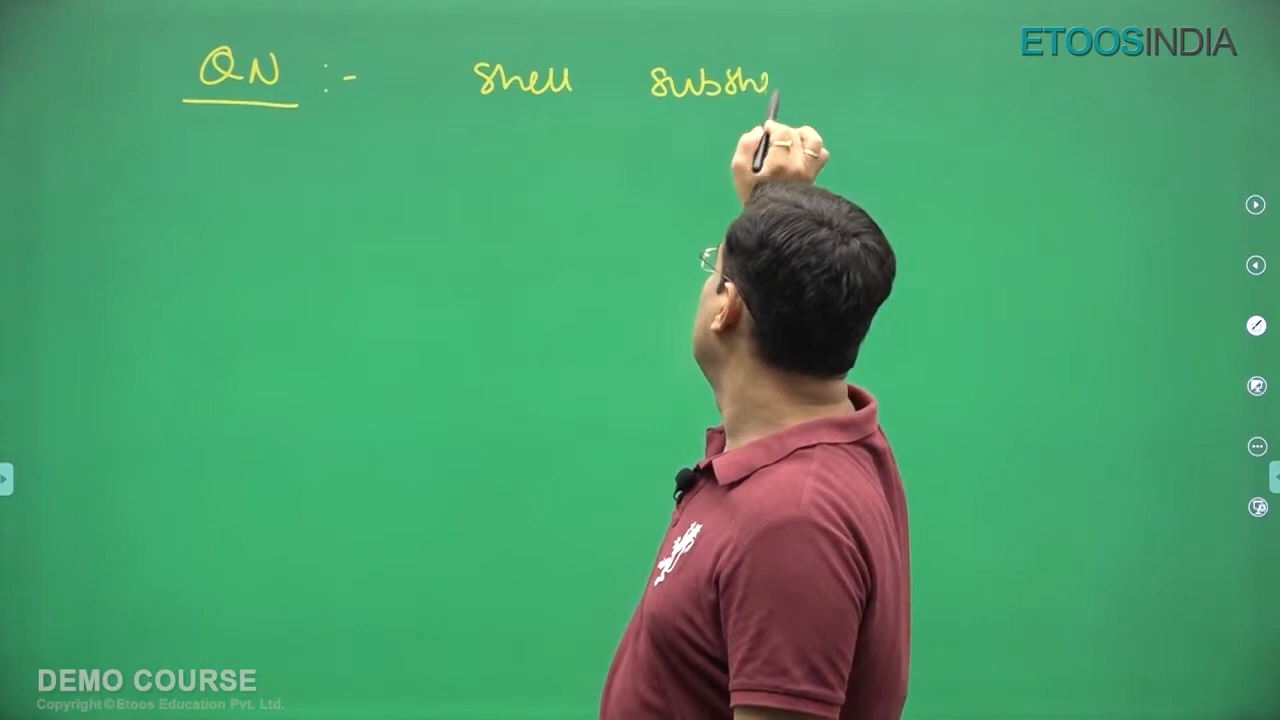 ETOOSINDIA
QN :- Shell Subshe
DEMO COURSE
Copyright © Etoos Education Pvt. Ltd.